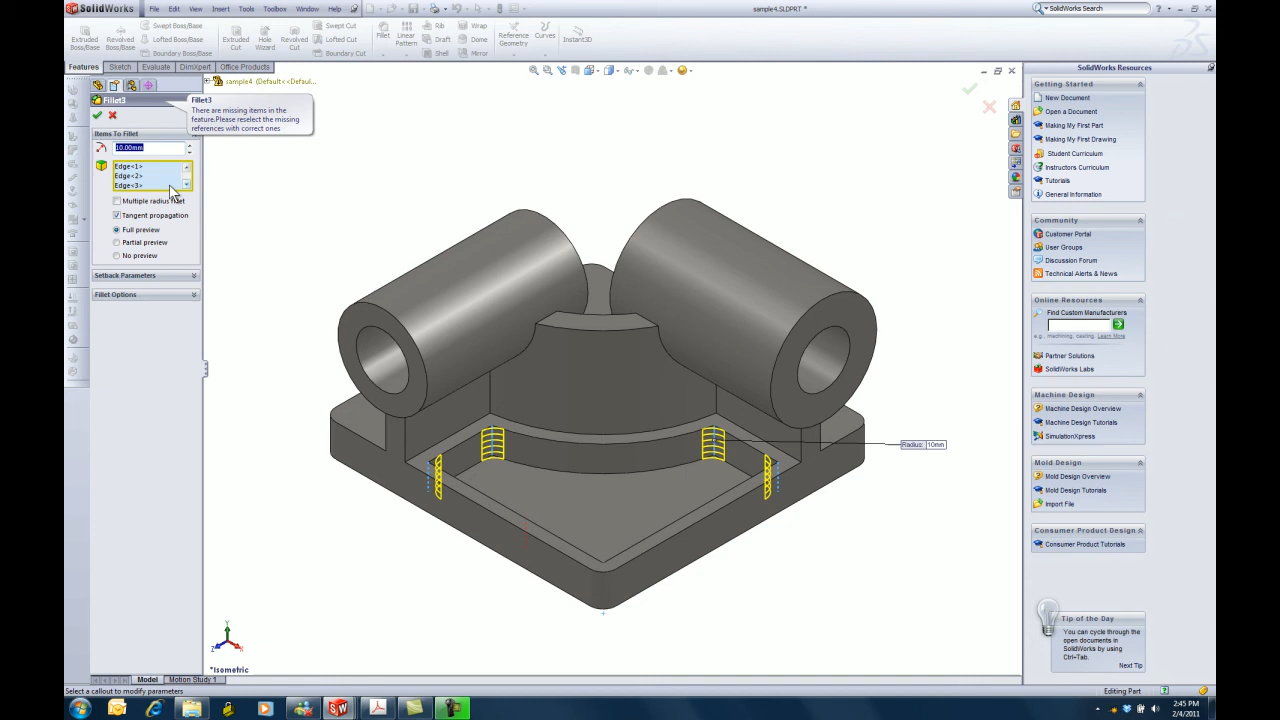 SolidWorks
File Edit View Insert Tools Toolbox Window Help
sample4.SLDPRT *
SolidWorks Search
Extruded Boss/Base
Revolved Boss/Base
Swept Boss/Base
Lofted Boss/Base
Boundary Boss/Base
Extruded Cut
Hole Wizard
Revolved Cut
Swept Cut
Lofted Cut
Boundary Cut
Fillet
Linear Pattern
Rib
Draft
Shell
Wrap
Dome
Mirror
Reference Geometry
Curves
Instant3D
Features Sketch Evaluate DimXpert Office Products
sample4 (Default<<Defaul...
Fillet3
Fillet3
There are missing items in the
feature.Please reselect the missing
references with correct ones
Items To Fillet
10.00mm
Edge<1>
Edge<2>
Edge<3>
Multiple radius fillet
Tangent propagation
Full preview
Partial preview
No preview
Setback Parameters
Fillet Options
Radius: 10mm
Y
Z
X
*Isometric
SolidWorks Resources
Getting Started
New Document
Open a Document
Making My First Part
Making My First Drawing
Student Curriculum
Instructors Curriculum
Tutorials
General Information
Community
Customer Portal
User Groups
Discussion Forum
Technical Alerts & News
Online Resources
Find Custom Manufacturers
e.g., machining, casting. Learn More
Partner Solutions
SolidWorks Labs
Machine Design
Machine Design Overview
Machine Design Tutorials
SimulationXpress
Mold Design
Mold Design Overview
Mold Design Tutorials
Import File
Consumer Product Design
Consumer Product Tutorials
Tip of the Day
You can cycle through the
open documents in
SolidWorks by using
Ctrl+Tab.
Next Tip
Model Motion Study 1
Select a callout to modify parameters
Editing Part
2:45 PM
2/4/2011